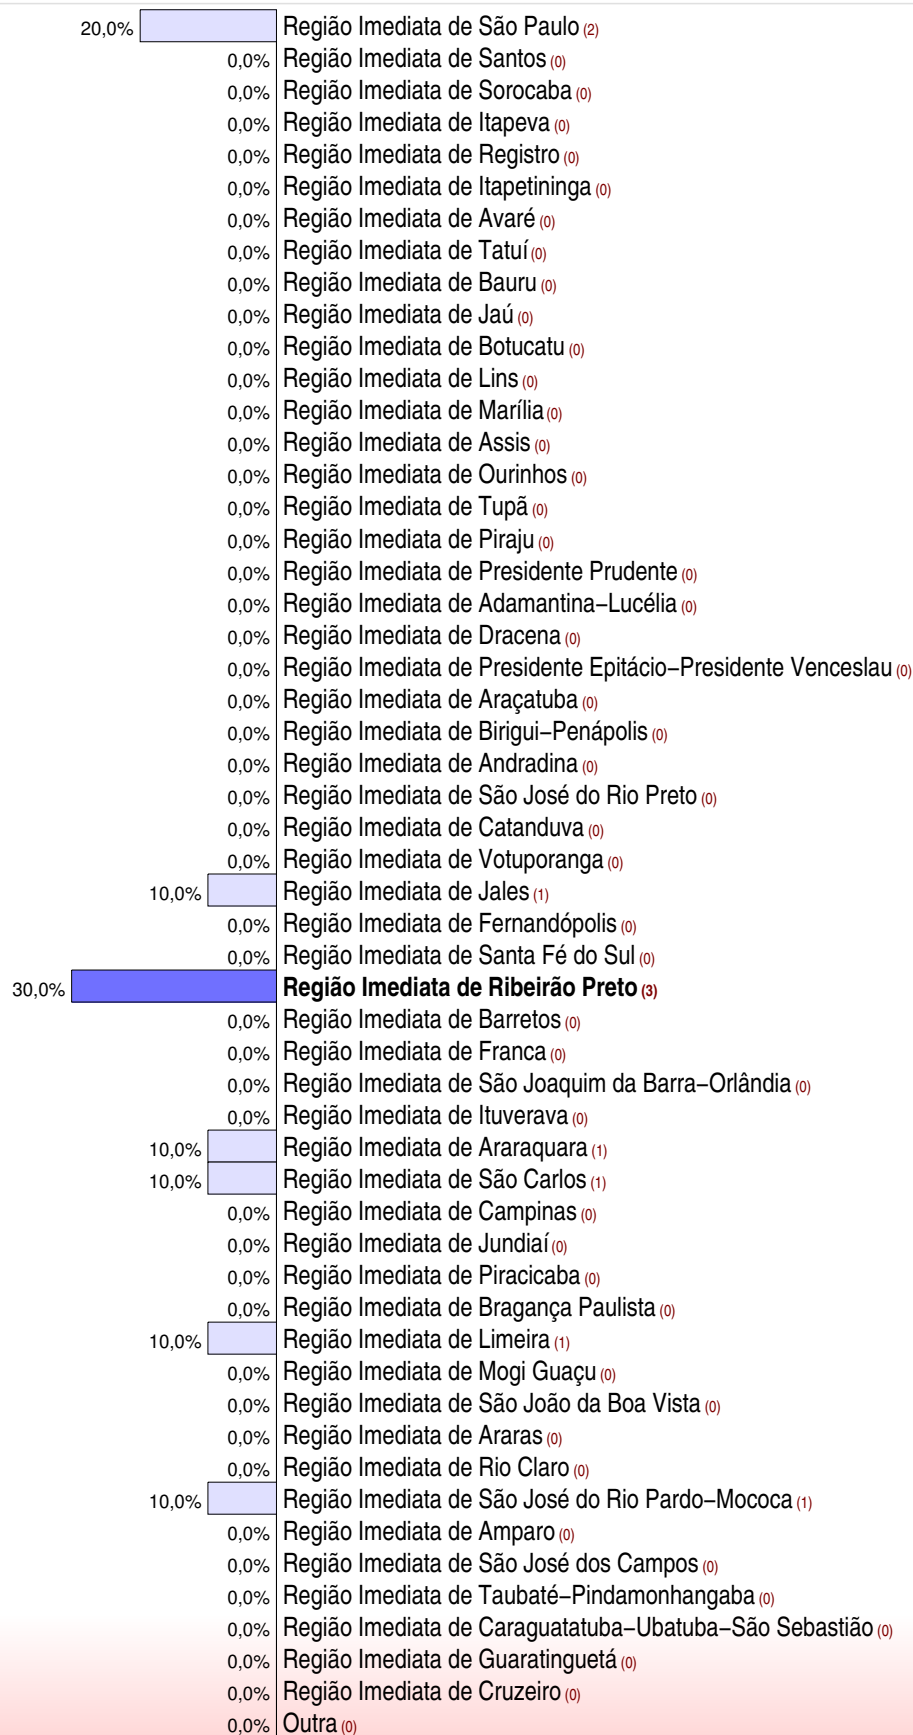 20,0% Região Imediata de São Paulo (2)
0,0% Região Imediata de Santos (0)
0,0% Região Imediata de Sorocaba (0)
0,0% Região Imediata de Itapeva (0)
0,0% Região Imediata de Registro (0)
0,0% Região Imediata de Itapetininga (0)
0,0% Região Imediata de Avaré (0)
0,0% Região Imediata de Tatuí (0)
0,0% Região Imediata de Bauru (0)
0,0% Região Imediata de Jaú (0)
0,0% Região Imediata de Botucatu (0)
0,0% Região Imediata de Lins (0)
0,0% Região Imediata de Marília (0)
0,0% Região Imediata de Assis (0)
0,0% Região Imediata de Ourinhos (0)
0,0% Região Imediata de Tupã (0)
0,0% Região Imediata de Piraju (0)
0,0% Região Imediata de Presidente Prudente (0)
0,0% Região Imediata de Adamantina−Lucélia (0)
0,0% Região Imediata de Dracena (0)
0,0% Região Imediata de Presidente Epitácio−Presidente Venceslau (0)
0,0% Região Imediata de Araçatuba (0)
0,0% Região Imediata de Birigui−Penápolis (0)
0,0% Região Imediata de Andradina (0)
0,0% Região Imediata de São José do Rio Preto (0)
0,0% Região Imediata de Catanduva (0)
0,0% Região Imediata de Votuporanga (0)
10,0% Região Imediata de Jales (1)
0,0% Região Imediata de Fernandópolis (0)
0,0% Região Imediata de Santa Fé do Sul (0)
30,0% Região Imediata de Ribeirão Preto (3)
0,0% Região Imediata de Barretos (0)
0,0% Região Imediata de Franca (0)
0,0% Região Imediata de São Joaquim da Barra−Orlândia (0)
0,0% Região Imediata de Ituverava (0)
10,0% Região Imediata de Araraquara (1)
10,0% Região Imediata de São Carlos (1)
0,0% Região Imediata de Campinas (0)
0,0% Região Imediata de Jundiaí (0)
0,0% Região Imediata de Piracicaba (0)
0,0% Região Imediata de Bragança Paulista (0)
10,0% Região Imediata de Limeira (1)
0,0% Região Imediata de Mogi Guaçu (0)
0,0% Região Imediata de São João da Boa Vista (0)
0,0% Região Imediata de Araras (0)
0,0% Região Imediata de Rio Claro (0)
10,0% Região Imediata de São José do Rio Pardo−Mococa (1)
0,0% Região Imediata de Amparo (0)
0,0% Região Imediata de São José dos Campos (0)
0,0% Região Imediata de Taubaté−Pindamonhangaba (0)
0,0% Região Imediata de Caraguatatuba−Ubatuba−São Sebastião (0)
0,0% Região Imediata de Guaratinguetá (0)
0,0% Região Imediata de Cruzeiro (0)
0,0% Outra (0)